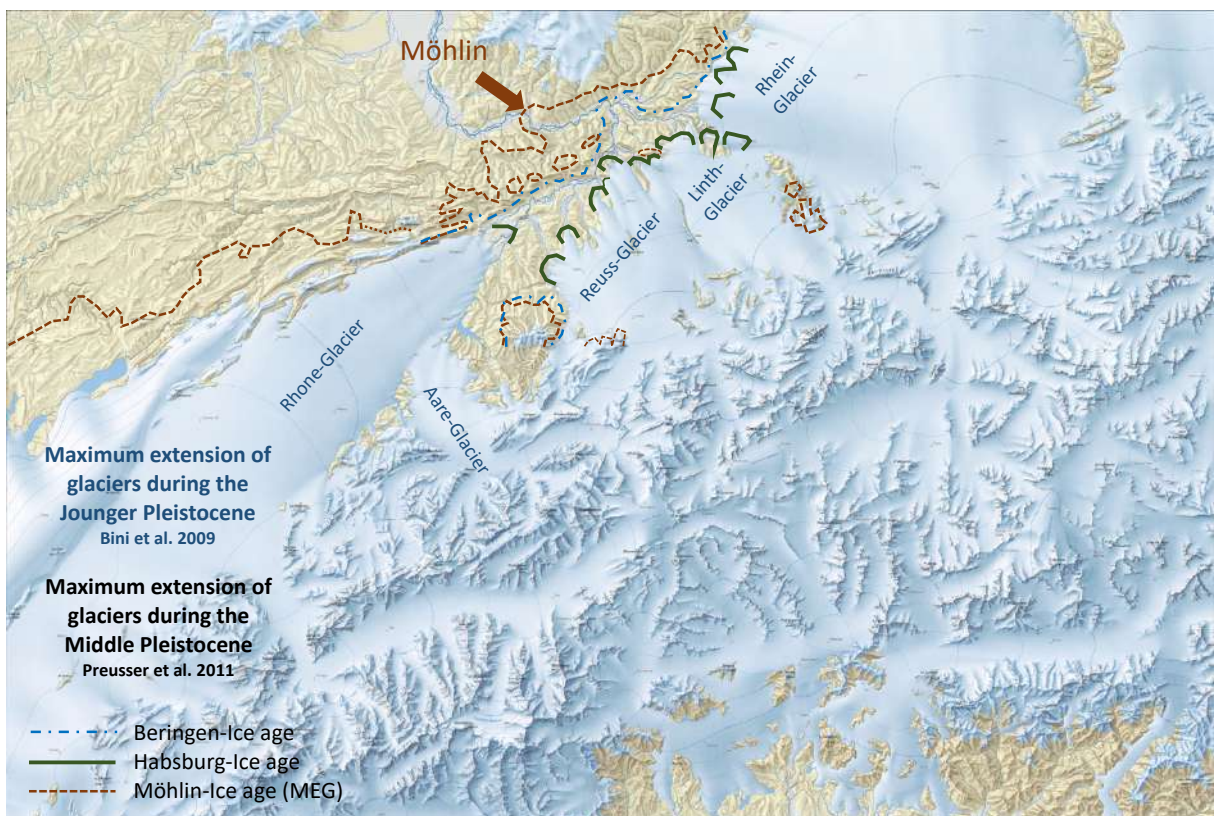 Möhlin
Rhein-
Glacier
Linth-
Glacier
Reuss-Glacier
Rhone-Glacier
Aare-Glacier
Maximum extension of
glaciers during the
Jounger Pleistocene
Bini et al. 2009
Maximum extension of
glaciers during the
Middle Pleistocene
Preusser et al. 2011
Beringen-Ice age
Habsburg-Ice age
Möhlin-Ice age (MEG)